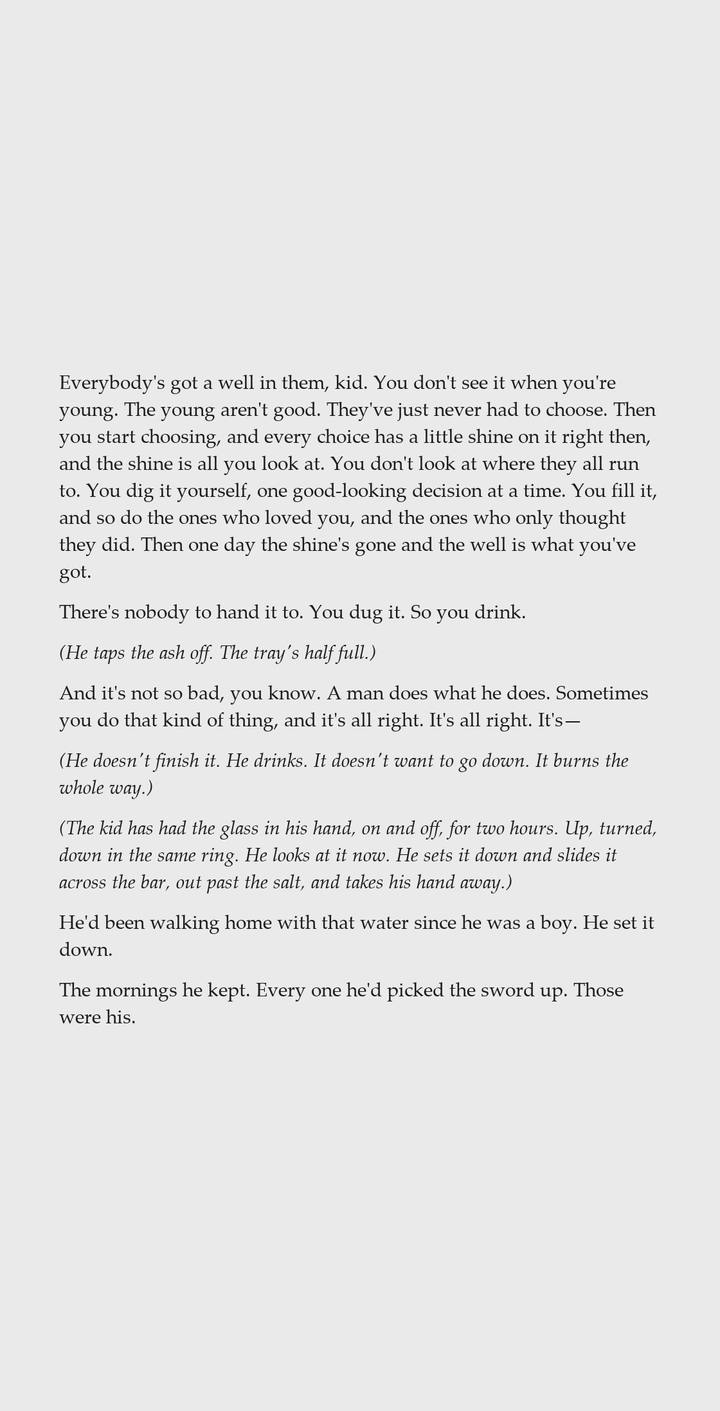 Everybody's got a well in them, kid. You don't see it when you're
young. The young aren't good. They've just never had to choose. Then
you start choosing, and every choice has a little shine on it right then,
and the shine is all you look at. You don't look at where they all run
to. You dig it yourself, one good-looking decision at a time. You fill it,
and so do the ones who loved you, and the ones who only thought
they did. Then one day the shine's gone and the well is what you've
got.
There's nobody to hand it to. You dug it. So you drink.
(He taps the ash off. The tray's half full.)
And it's not so bad, you know. A man does what he does. Sometimes
you do that kind of thing, and it's all right. It's all right. It's—
(He doesn't finish it. He drinks. It doesn't want to go down. It burns the
whole way.)
(The kid has had the glass in his hand, on and off, for two hours. Up, turned,
down in the same ring. He looks at it now. He sets it down and slides it
across the bar, out past the salt, and takes his hand away.)
He'd been walking home with that water since he was a boy. He set it
down.
The mornings he kept. Every one he'd picked the sword up. Those
were his.